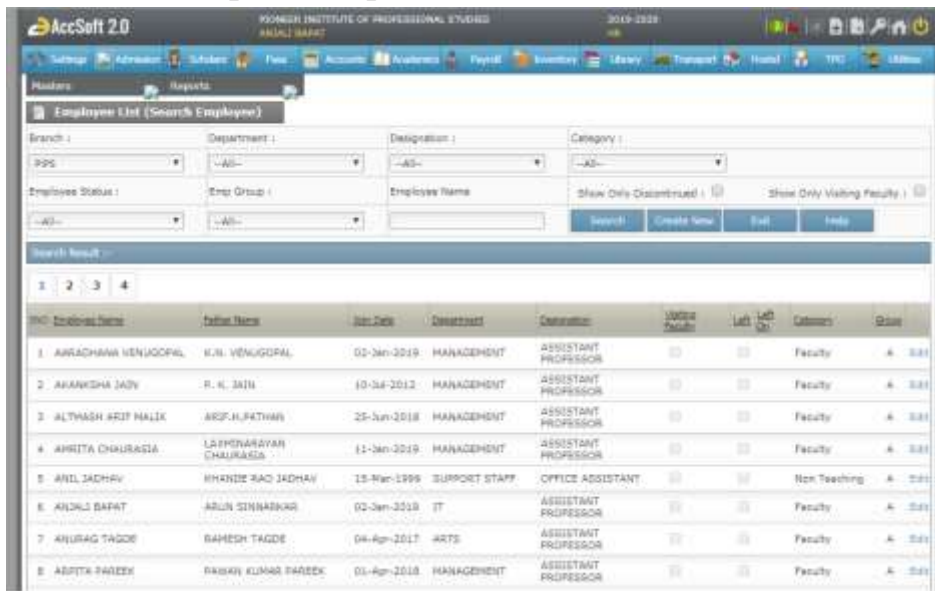 AccSoft 2.0
PIONEER INSTITUTE OF PROFESSIONAL STUDIES
ANJALI BAPAT
2019-2020
Settings Admission Scholars Fees Accounts Academics Payroll Inventory Library Transport Hostel TPO Utilities
Masters Reports
Employee List (Search Employee)
Branch : Department : Designation : Category :
PIPS --All-- --All-- --All--
Employee Status : Emp Group : Employee Name Show Only Discontinued : Show Only Visiting Faculty :
--All-- --All-- Search Create New Exit Help
Search Result :-
1 2 3 4
SNO Employee Name Father Name Join Date Department Designation Visiting Faculty Left Left On Category Group
1 AARADHANA VENUGOPAL K.N. VENUGOPAL 02-Jan-2019 MANAGEMENT ASSISTANT PROFESSOR Faculty A Edit
2 AKANKSHA JAIN P. K. JAIN 10-Jul-2012 MANAGEMENT ASSISTANT PROFESSOR Faculty A Edit
3 ALTMASH ARIF MALIK ARIF.H.PATHAN 25-Jun-2018 MANAGEMENT ASSISTANT PROFESSOR Faculty A Edit
4 AMRITA CHAURASIA LAXMINARAYAN CHAURASIA 11-Jan-2019 MANAGEMENT ASSISTANT PROFESSOR Faculty A Edit
5 ANIL JADHAV KHANDE RAO JADHAV 15-Mar-1999 SUPPORT STAFF OFFICE ASSISTANT Non Teaching A Edit
6 ANJALI BAPAT ARUN SINNARKAR 02-Jan-2018 IT ASSISTANT PROFESSOR Faculty A Edit
7 ANURAG TAGDE RAMESH TAGDE 04-Apr-2017 ARTS ASSISTANT PROFESSOR Faculty A Edit
8 ARPITA PAREEK PAWAN KUMAR PAREEK 01-Apr-2018 MANAGEMENT ASSISTANT PROFESSOR Faculty A Edit